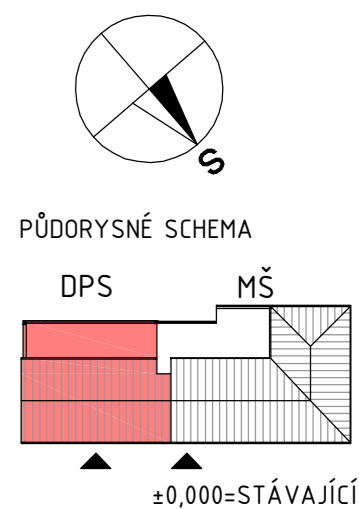 S
PŮDORYSNÉ SCHEMA
DPS MŠ
±0,000=STÁVAJÍCÍ